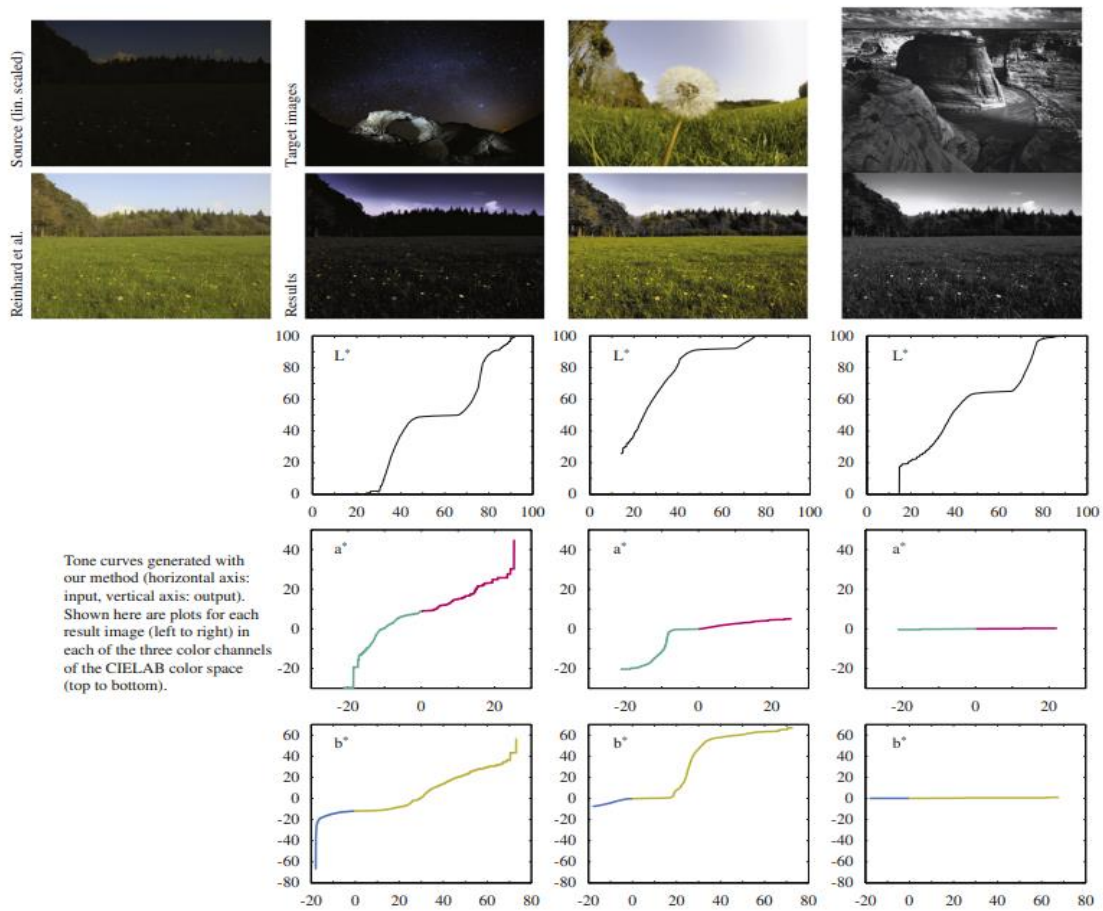 Source (lin. scaled)
Target images
Reinhard et al.
Results
L*
100
80
60
40
20
0
0 20 40 60 80 100
L*
100
80
60
40
20
0
0 20 40 60 80 100
L*
100
80
60
40
20
0
0 20 40 60 80 100
Tone curves generated with
our method (horizontal axis:
input, vertical axis: output).
Shown here are plots for each
result image (left to right) in
each of the three color channels
of the CIELAB color space
(top to bottom).
a*
40
20
0
-20
-20 0 20
a*
40
20
0
-20
-20 0 20
a*
40
20
0
-20
-20 0 20
b*
60
40
20
0
-20
-40
-60
-80
-20 0 20 40 60 80
b*
60
40
20
0
-20
-40
-60
-80
-20 0 20 40 60 80
b*
60
40
20
0
-20
-40
-60
-80
-20 0 20 40 60 80